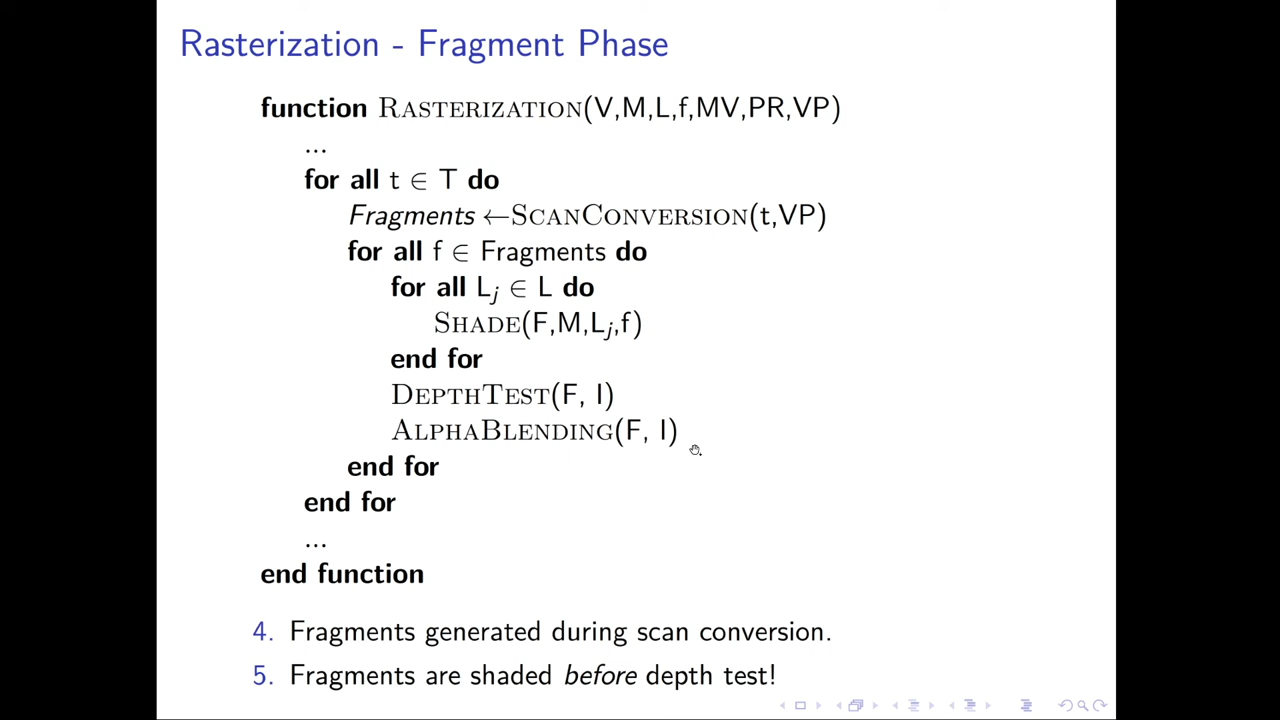 Rasterization - Fragment Phase
function RASTERIZATION(V,M,L,f,MV,PR,VP)
...
for all t ∈ T do
Fragments ←SCANCONVERSION(t,VP)
for all f ∈ Fragments do
for all Lj ∈ L do
SHADE(F,M,Lj,f)
end for
DEPTHTEST(F, I)
ALPHABLENDING(F, I)
end for
end for
...
end function
4. Fragments generated during scan conversion.
5. Fragments are shaded before depth test!